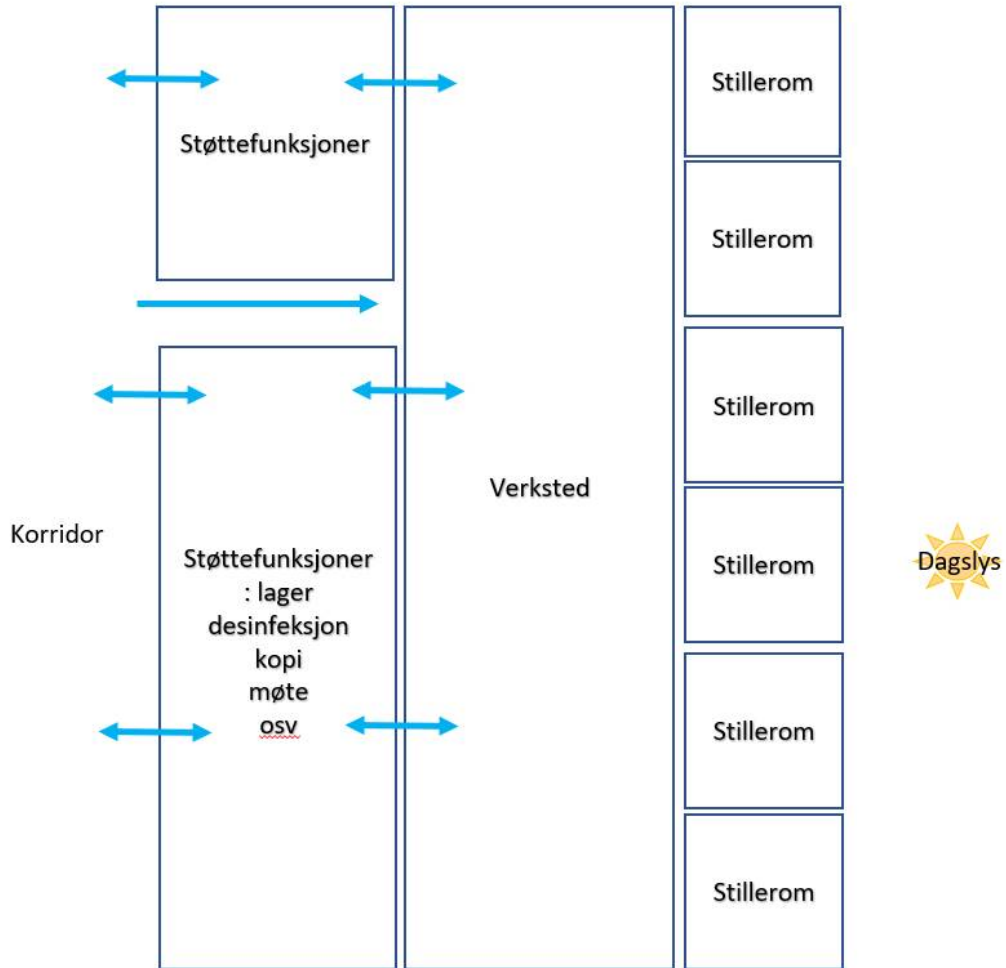 Støttefunksjoner
Korridor
Støttefunksjoner
: lager
desinfeksjon
kopi
møte
osv
Verksted
Stillerom
Stillerom
Stillerom
Stillerom
Stillerom
Stillerom
Dagslys